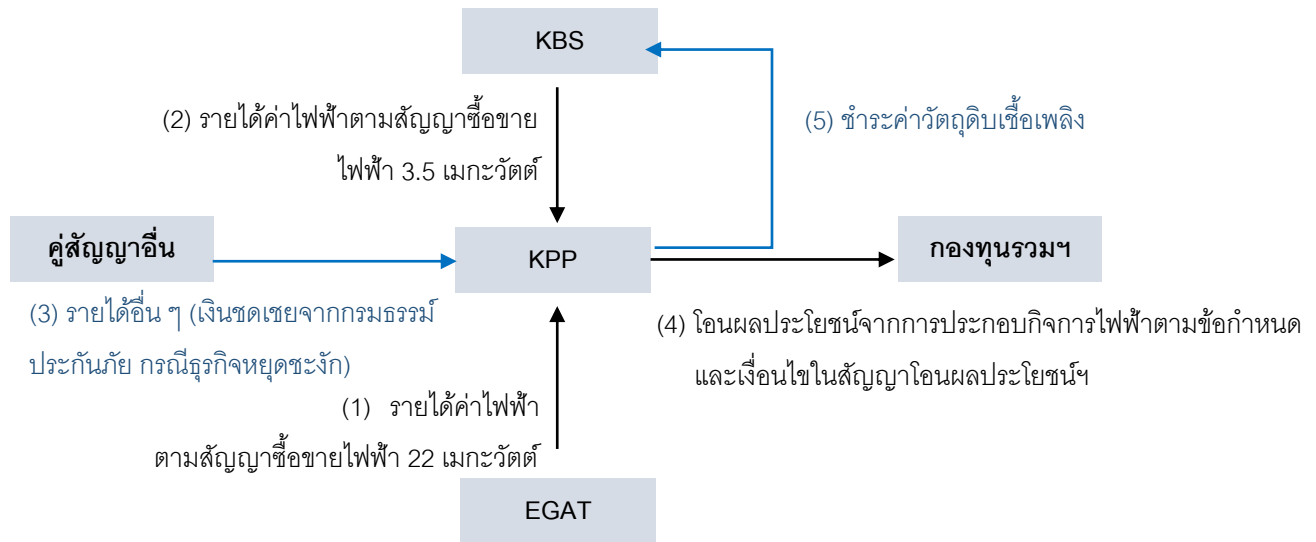 KBS
(2) รายได้ค่าไฟฟ้าตามสัญญาซื้อขาย
ไฟฟ้า 3.5 เมกะวัตต์
(5) ชำระค่าวัตถุดิบเชื้อเพลิง
คู่สัญญาอื่น
KPP
กองทุนรวมฯ
(3) รายได้อื่น ๆ (เงินชดเชยจากกรมธรรม์
ประกันภัย กรณีธุรกิจหยุดชะงัก)
(4) โอนผลประโยชน์จากการประกอบกิจการไฟฟ้าตามข้อกำหนด
และเงื่อนไขในสัญญาโอนผลประโยชน์ฯ
(1) รายได้ค่าไฟฟ้า
ตามสัญญาซื้อขายไฟฟ้า 22 เมกะวัตต์
EGAT